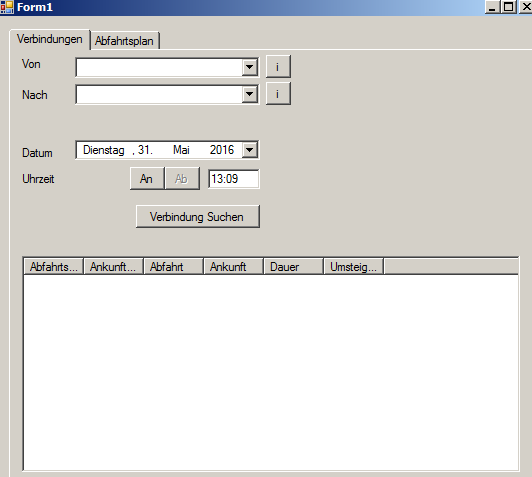 Form1
Verbindungen Abfahrtsplan
Von i
Nach i
Datum Dienstag , 31. Mai 2016
Uhrzeit An Ab 13:09
Verbindung Suchen
Abfahrts... Ankunft... Abfahrt Ankunft Dauer Umsteig...